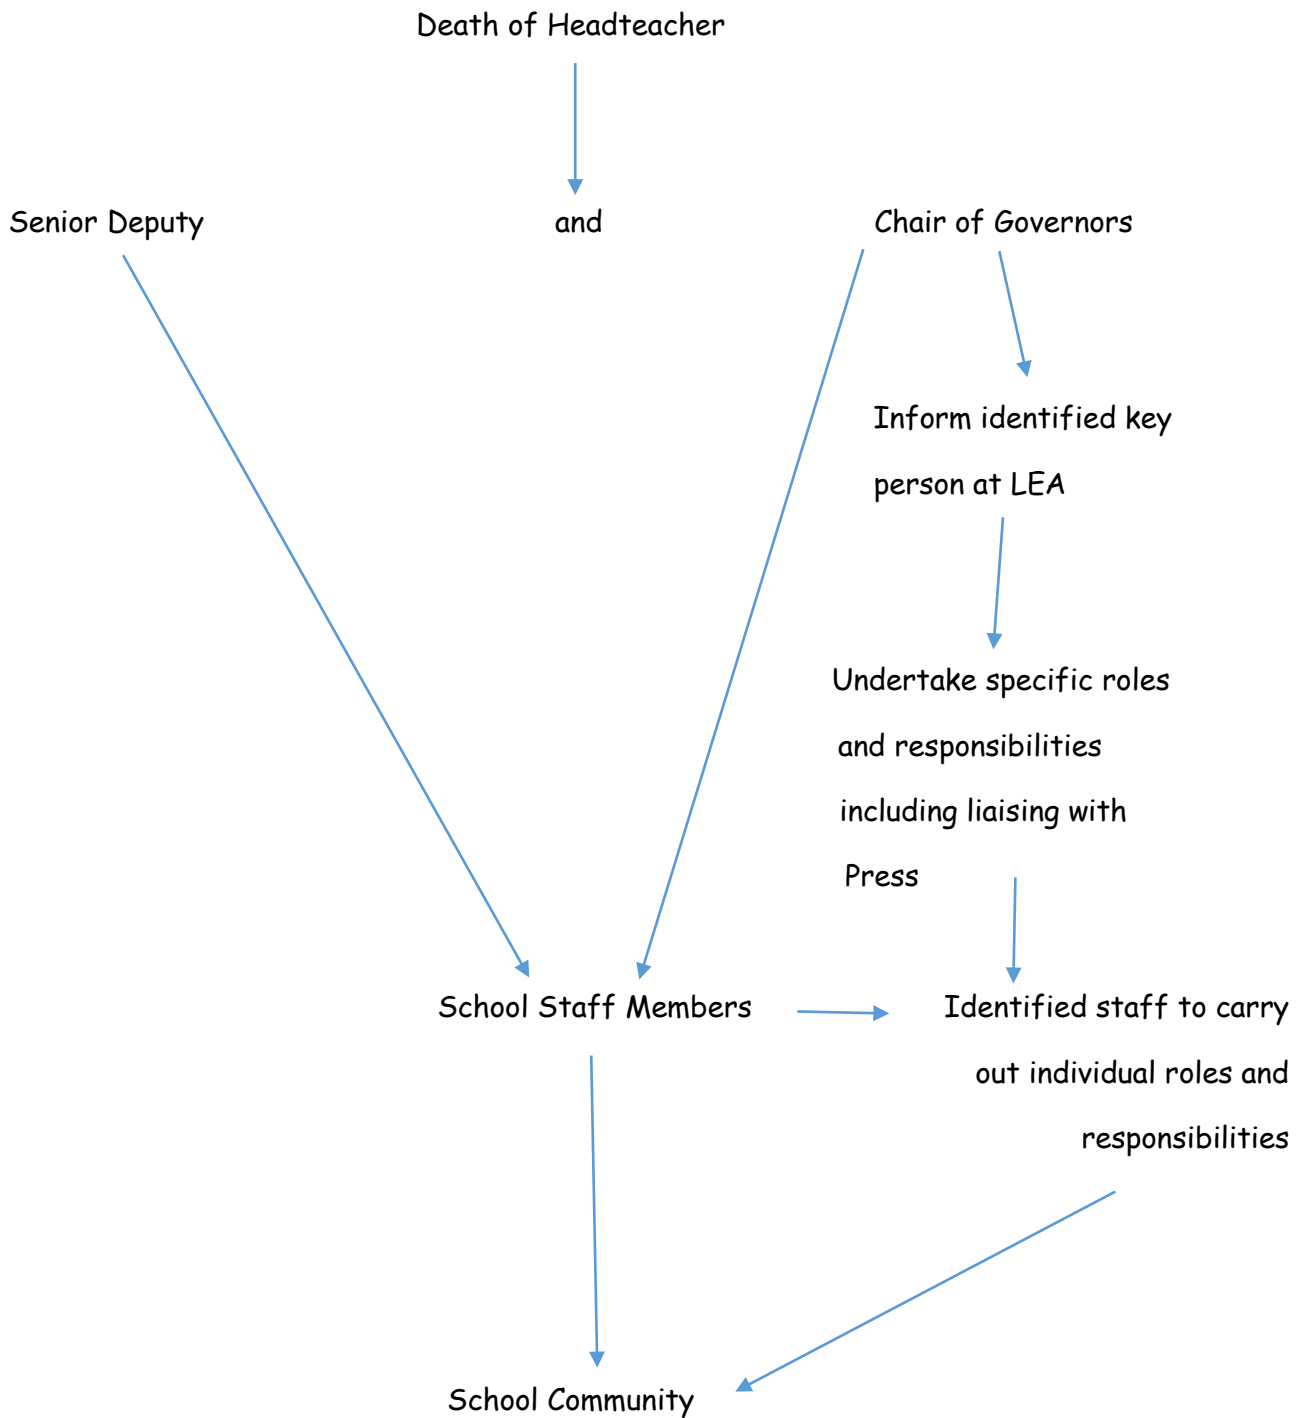 Death of Headteacher
Senior Deputy and Chair of Governors
Inform identified key
person at LEA
Undertake specific roles
and responsibilities
including liaising with
Press
School Staff Members Identified staff to carry
out individual roles and
responsibilities
School Community